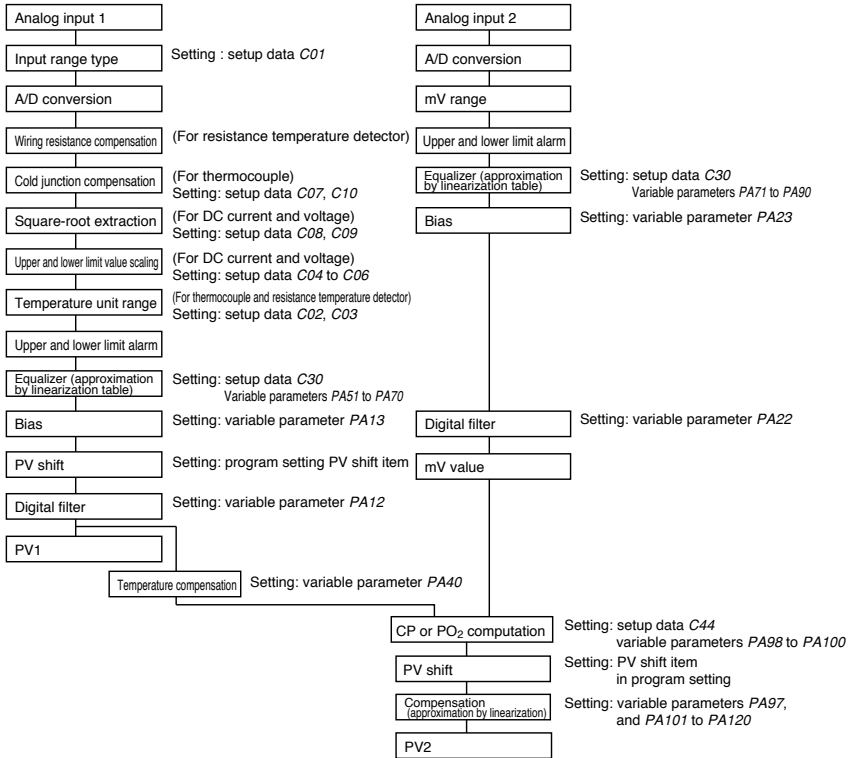 Analog input 1
Input range type
Setting : setup data C01
A/D conversion
Wiring resistance compensation
(For resistance temperature detector)
Cold junction compensation
(For thermocouple)
Setting: setup data C07, C10
Square-root extraction
(For DC current and voltage)
Setting: setup data C08, C09
Upper and lower limit value scaling
(For DC current and voltage)
Setting: setup data C04 to C06
Temperature unit range
(For thermocouple and resistance temperature detector)
Setting: setup data C02, C03
Upper and lower limit alarm
Equalizer (approximation
by linearization table)
Setting: setup data C30
Variable parameters PA51 to PA70
Bias
Setting: variable parameter PA13
PV shift
Setting: program setting PV shift item
Digital filter
Setting: variable parameter PA12
PV1
Temperature compensation
Setting: variable parameter PA40
Analog input 2
A/D conversion
mV range
Upper and lower limit alarm
Equalizer (approximation
by linearization table)
Setting: setup data C30
Variable parameters PA71 to PA90
Bias
Setting: variable parameter PA23
Digital filter
Setting: variable parameter PA22
mV value
CP or PO2 computation
Setting: setup data C44
variable parameters PA98 to PA100
PV shift
Setting: PV shift item
in program setting
Compensation
(approximation by linearization)
Setting: variable parameters PA97,
and PA101 to PA120
PV2